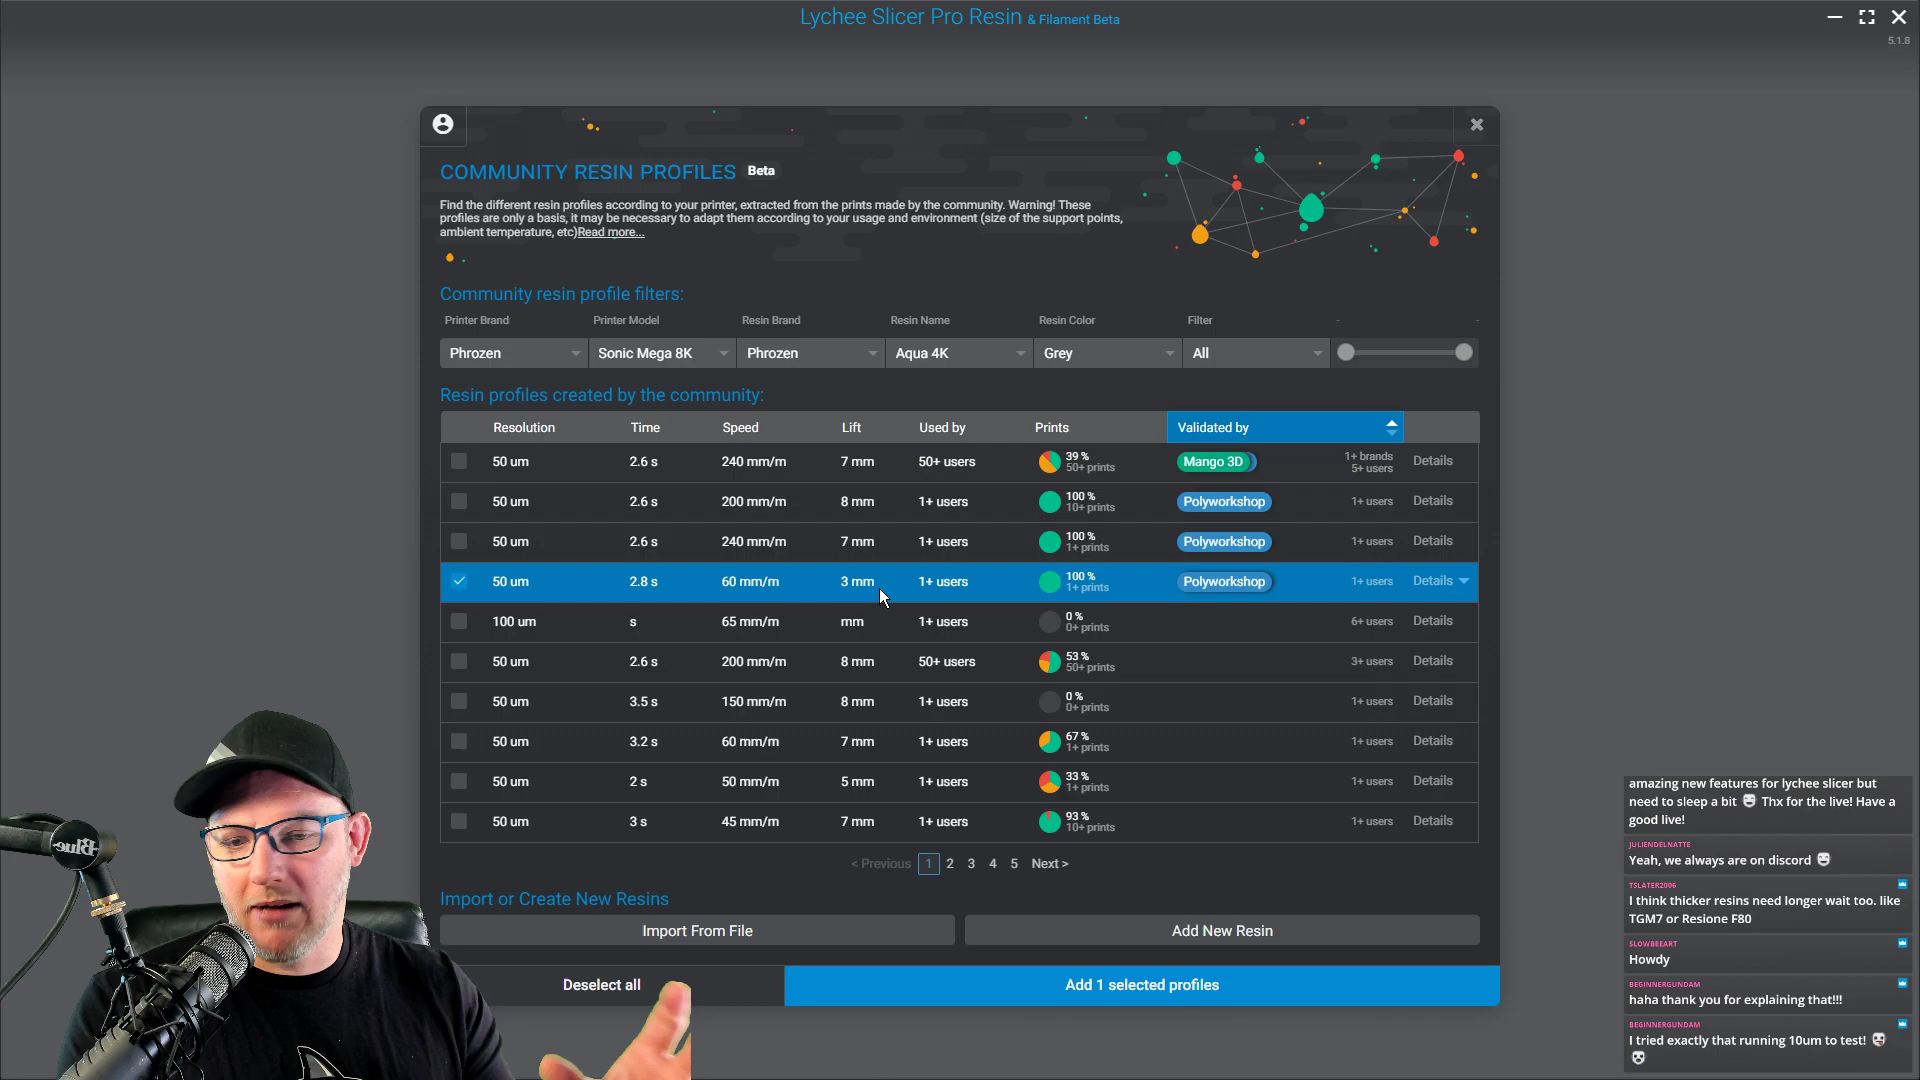 Lychee Slicer Pro Resin & Filament Beta
5.1.8
COMMUNITY RESIN PROFILES Beta
Find the different resin profiles according to your printer, extracted from the prints made by the community. Warning! These
profiles are only a basis, it may be necessary to adapt them according to your usage and environment (size of the support points,
ambient temperature, etc)Read more...
Community resin profile filters:
Printer Brand Printer Model Resin Brand Resin Name Resin Color Filter - -
Phrozen Sonic Mega 8K Phrozen Aqua 4K Grey All
Resin profiles created by the community:
Resolution Time Speed Lift Used by Prints Validated by
50 um 2.6 s 240 mm/m 7 mm 50+ users 39 % 50+ prints Mango 3D 1+ brands 5+ users Details
50 um 2.6 s 200 mm/m 8 mm 1+ users 100 % 10+ prints Polyworkshop 1+ users Details
50 um 2.6 s 240 mm/m 7 mm 1+ users 100 % 1+ prints Polyworkshop 1+ users Details
50 um 2.8 s 60 mm/m 3 mm 1+ users 100 % 1+ prints Polyworkshop 1+ users Details
100 um s 65 mm/m mm 1+ users 0 % 0+ prints 6+ users Details
50 um 2.6 s 200 mm/m 8 mm 50+ users 53 % 50+ prints 3+ users Details
50 um 3.5 s 150 mm/m 8 mm 1+ users 0 % 0+ prints 1+ users Details
50 um 3.2 s 60 mm/m 7 mm 1+ users 67 % 1+ prints 1+ users Details
50 um 2 s 50 mm/m 5 mm 1+ users 33 % 1+ prints 1+ users Details
50 um 3 s 45 mm/m 7 mm 1+ users 93 % 10+ prints 1+ users Details
< Previous 1 2 3 4 5 Next >
Import or Create New Resins
Import From File Add New Resin
Deselect all Add 1 selected profiles
Blue
amazing new features for lychee slicer but
need to sleep a bit Thx for the live! Have a
good live!
JULIENDELNATTE
Yeah, we always are on discord
TSLATER2006
I think thicker resins need longer wait too. like
TGM7 or Resione F80
SLOWBEEART
Howdy
BEGINNERGUNDAM
haha thank you for explaining that!!!
BEGINNERGUNDAM
I tried exactly that running 10um to test!